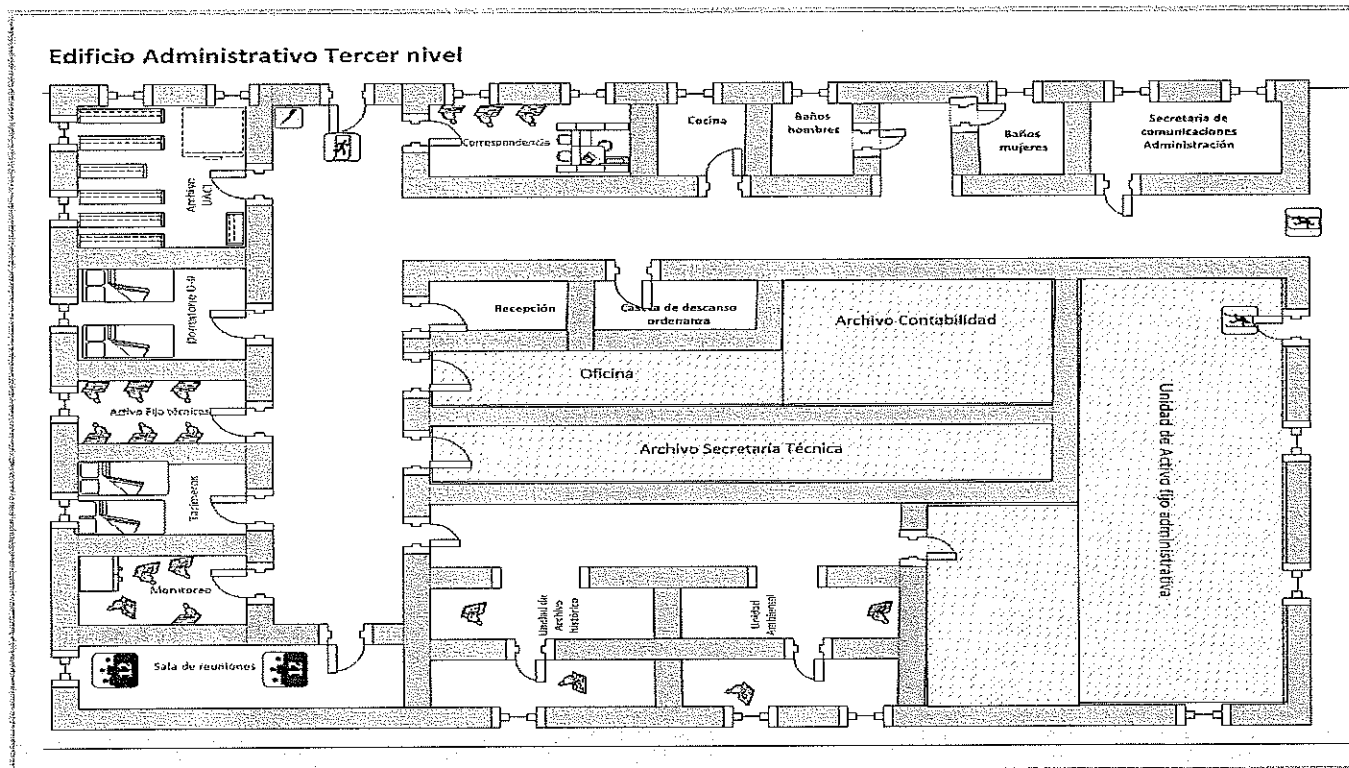 Edificio Administrativo Tercer nivel
Correspondencia
Cocina
Baños
hombres
Baños
mujeres
Secretaria de
comunicaciones
Administración
Archivo
UACI
Recepción
Caseta de descanso
ordenanza
Archivo Contabilidad
Oficina
Activo Fijo técnicos
Archivo Secretaría Técnica
Monitoreo
Unidad de
Archivo
histórico
Unidad
Ambiental
Unidad de Activo fijo administrativa
Sala de reuniones